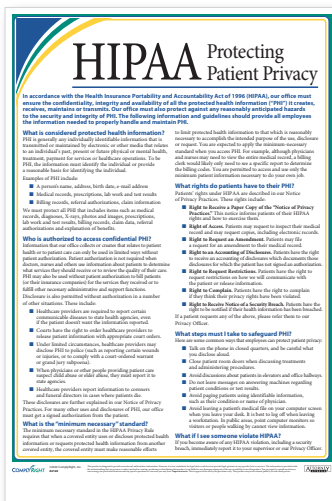 HIPAA Protecting
Patient Privacy
In accordance with the Health Insurance Portability and Accountability Act of 1996 (HIPAA), our office must
ensure the confidentiality, integrity and availability of all the protected health information ("PHI") it creates,
receives, maintains or transmits. Our office must also protect against any reasonably anticipated hazards
to the security and integrity of PHI. The following information and guidelines should provide all employees
the information needed to properly handle and maintain PHI.
What is considered protected health information?
PHI is generally any individually identifiable information that is
transmitted or maintained by electronic or other media that relates
to an individual's past, present or future physical or mental health,
treatment, payment for services or healthcare operations. To be
PHI, the information must identify the individual or provide
a reasonable basis for identifying the individual.
Examples of PHI include:
■ A person's name, address, birth date, e-mail address
■ Medical records, prescriptions, lab work and test results
■ Billing records, referral authorizations, claim information
We must protect all PHI that includes items such as medical
records, diagnoses, X-rays, photos and images, prescriptions,
lab work and test results, billing records, claim data, referral
authorizations and explanation of benefits.
Who is authorized to access confidential PHI?
Information that our office collects or creates that relates to patient
health or to patient care can only be used in limited ways without
patient authorization. Patient authorization is not required when
doctors, nurses and others use information about patients to determine
what services they should receive or to review the quality of their care.
PHI may also be used without patient authorization to bill patients
(or their insurance companies) for the services they received or to
fulfill other necessary administrative and support functions.
Disclosure is also permitted without authorization in a number
of other situations. These include:
■ Healthcare providers are required to report certain
communicable diseases to state health agencies, even
if the patient doesn't want the information reported.
■ Courts have the right to order healthcare providers to
release patient information with appropriate court orders.
■ Under limited circumstances, healthcare providers may
disclose PHI to police (such as reporting certain wounds
or injuries, or to comply with a court-ordered warrant
or grand jury subpoena).
■ When physicians or other people providing patient care
suspect child abuse or elder abuse, they must report it to
state agencies.
■ Healthcare providers report information to coroners
and funeral directors in cases where patients die.
These disclosures are further explained in our Notice of Privacy
Practices. For many other uses and disclosures of PHI, our office
must get a signed authorization from the patient.
What is the "minimum necessary" standard?
The minimum necessary standard in the HIPAA Privacy Rule
requires that when a covered entity uses or discloses protected health
information or requests protected health information from another
covered entity, the covered entity must make reasonable efforts
to limit protected health information to that which is reasonably
necessary to accomplish the intended purpose of the use, disclosure
or request. You are expected to apply the minimum necessary
standard when you access PHI. For example, although physicians
and nurses may need to view the entire medical record, a billing
clerk would likely only need to see a specific report to determine
the billing codes. You are permitted to access and use only the
minimum patient information necessary to do your own job.
What rights do patients have to their PHI?
Patients' rights under HIPAA are described in our Notice
of Privacy Practices. These rights include:
■ Right to Receive a Paper Copy of the "Notice of Privacy
Practices." This notice informs patients of their HIPAA
rights and how to exercise them.
■ Right of Access. Patients may request to inspect their medical
record and may request copies, including electronic records.
■ Right to Request an Amendment. Patients may file
a request for an amendment to their medical record.
■ Right to an Accounting of Disclosures. Patients have the right
to receive an accounting of disclosures which documents those
disclosures for which the patient has not signed an authorization.
■ Right to Request Restrictions. Patients have the right to
request restrictions on how we will communicate with
the patient or release information.
■ Right to Complain. Patients have the right to complain
if they think their privacy rights have been violated.
■ Right to Receive Notice of a Security Breach. Patients have the
right to be notified if their health information has been breached.
If a patient requests any of the above, please refer them to our
Privacy Officer.
What steps must I take to safeguard PHI?
Here are some common ways that employees can protect patient privacy:
■ Talk on the phone in closed quarters, and be careful what
you disclose aloud.
■ Close patient room doors when discussing treatments
and administering procedures.
■ Avoid discussions about patients in elevators and office hallways.
■ Do not leave messages on answering machines regarding
patient conditions or test results.
■ Avoid paging patients using identifiable information,
such as their condition or name of physician.
■ Avoid leaving a patient's medical file on your computer screen
when you leave your desk. It is best to log off when leaving
a workstation. In public areas, point computer monitors so
visitors or people walking by cannot view information.
What if I see someone violate HIPAA?
If you become aware of any HIPAA violation, including a security
breach, immediately report it to your supervisor or our Privacy Officer.
COMPLYRIGHT